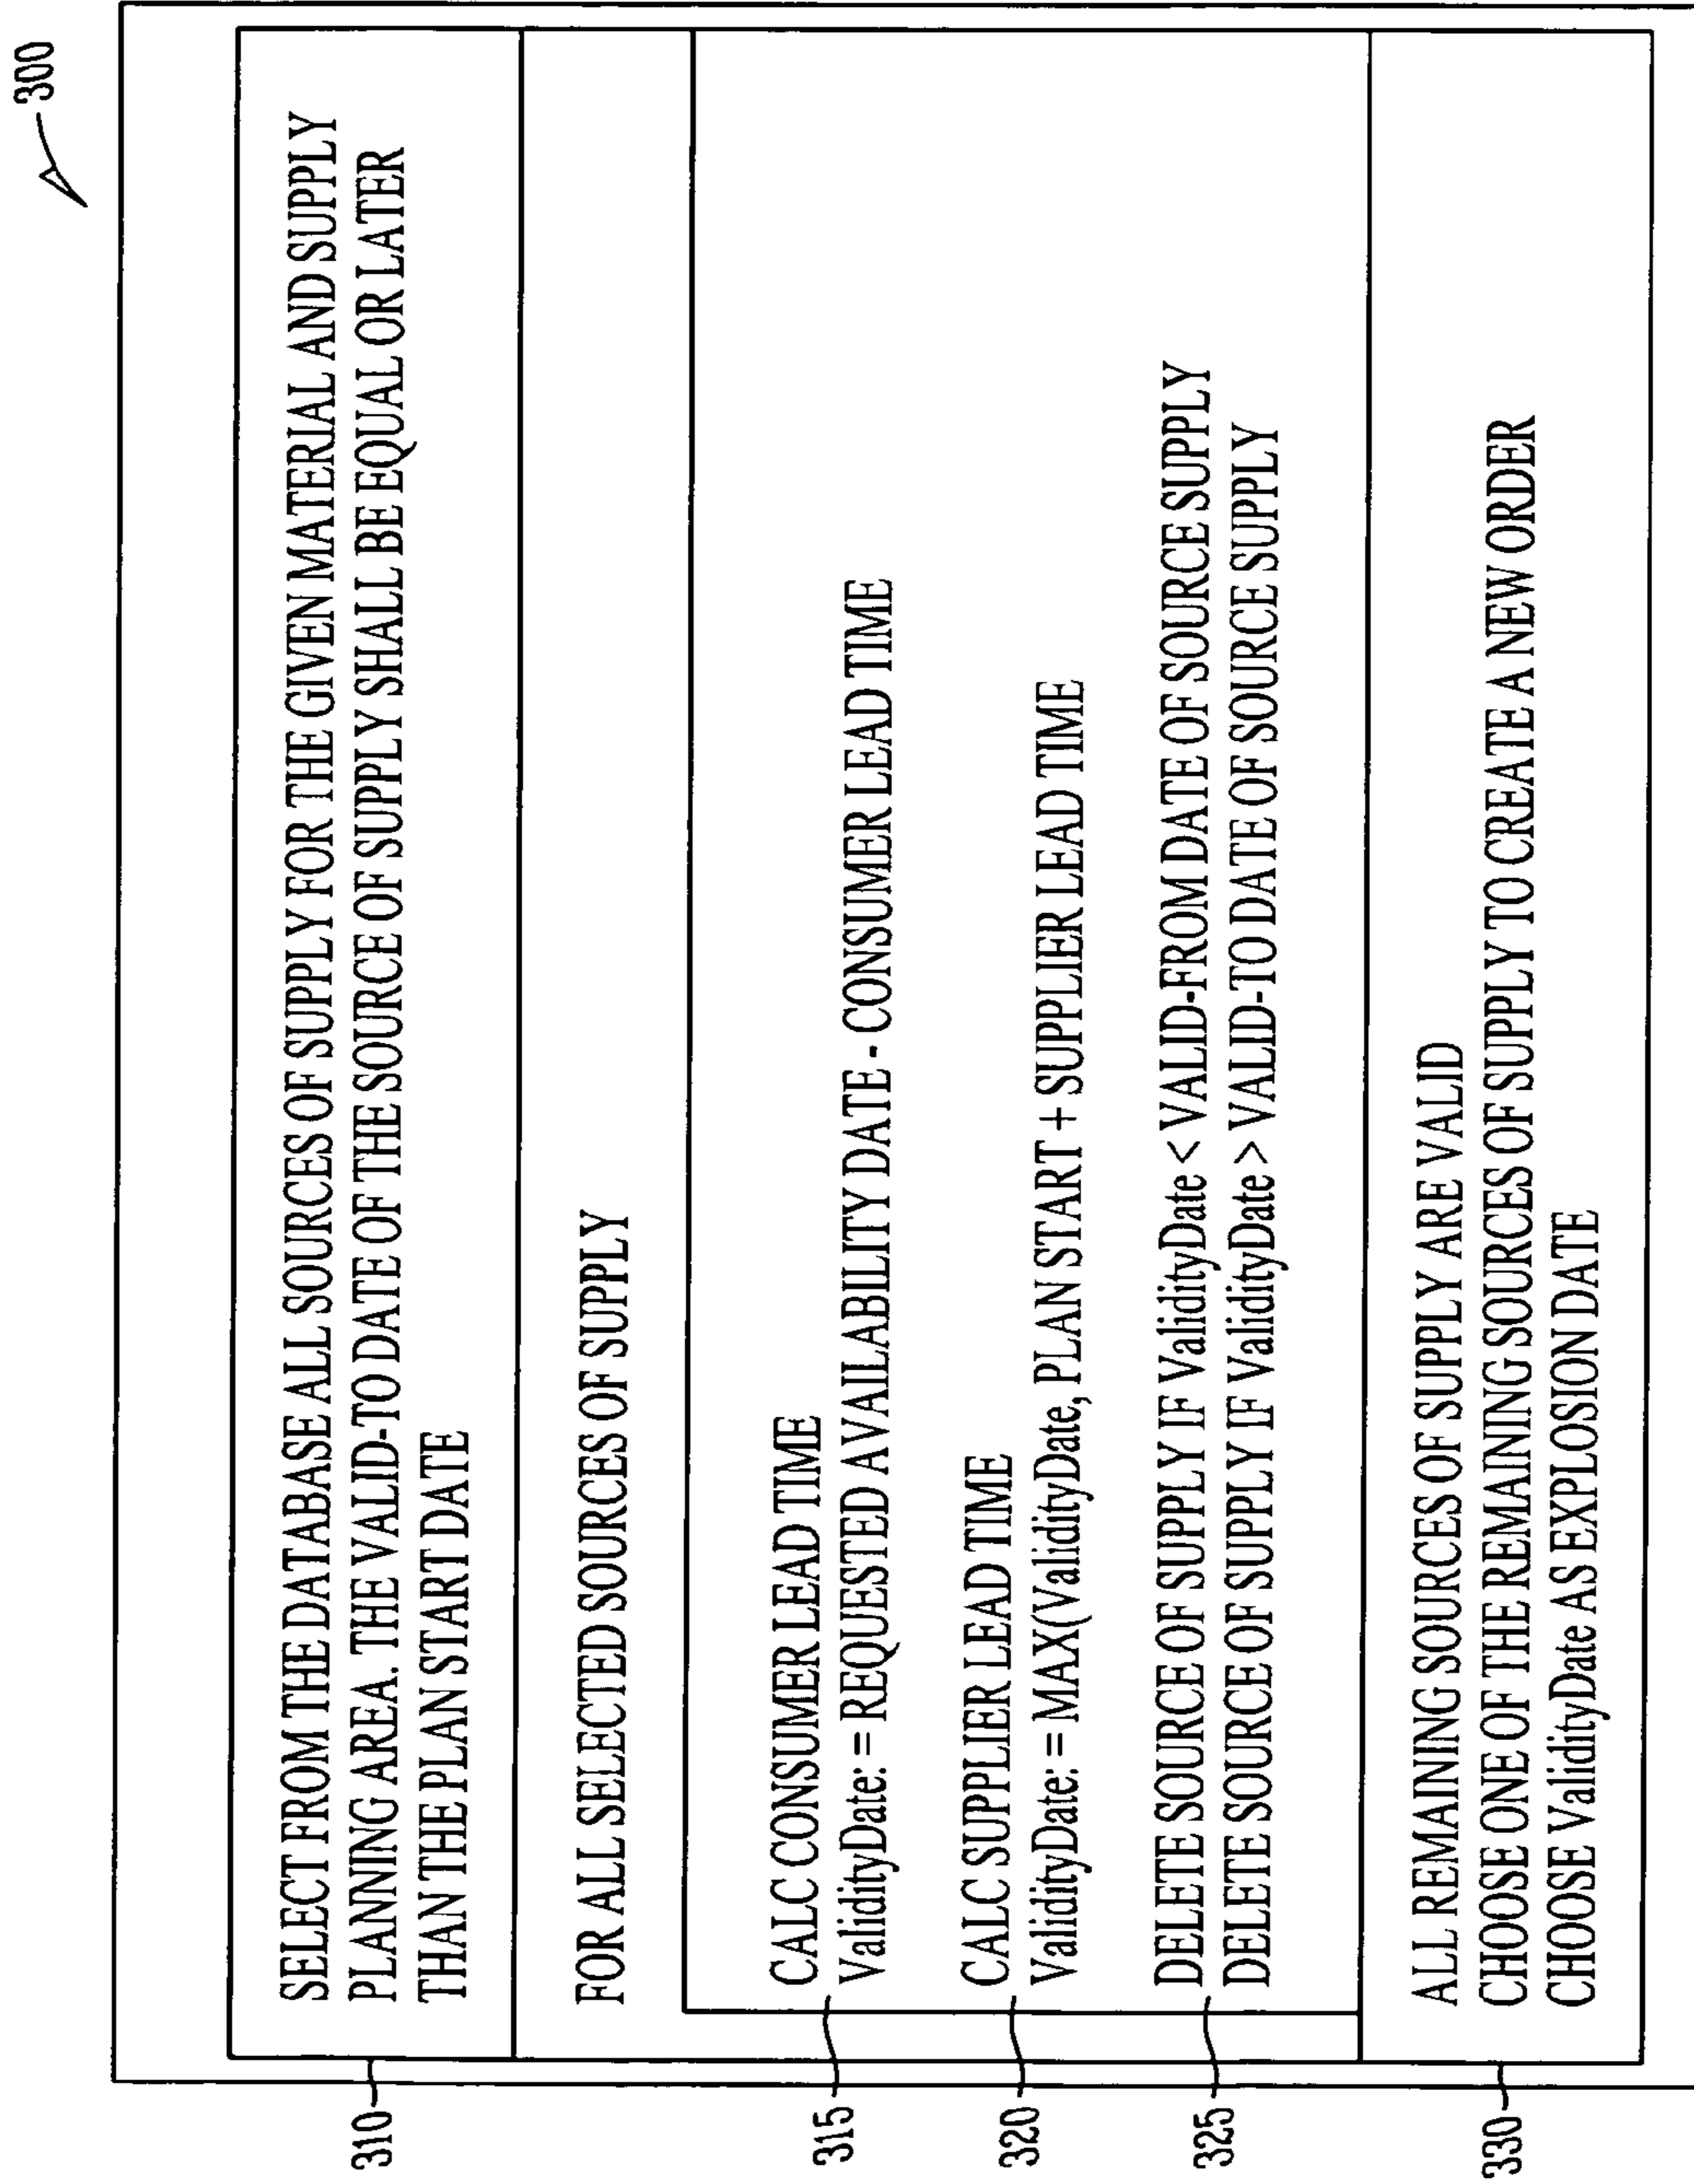 300
310
SELECT FROM THE DATABASE ALL SOURCES OF SUPPLY FOR THE GIVEN MATERIAL AND SUPPLY
PLANNING AREA. THE VALID-TO DATE OF THE SOURCE OF SUPPLY SHALL BE EQUAL OR LATER
THAN THE PLAN START DATE
FOR ALL SELECTED SOURCES OF SUPPLY
315
CALC CONSUMER LEAD TIME
ValidityDate: = REQUESTED AVAILABILITY DATE - CONSUMER LEAD TIME
320
CALC SUPPLIER LEAD TIME
ValidityDate: = MAX(ValidityDate, PLAN START + SUPPLIER LEAD TIME
325
DELETE SOURCE OF SUPPLY IF ValidityDate < VALID-FROM DATE OF SOURCE SUPPLY
DELETE SOURCE OF SUPPLY IF ValidityDate > VALID-TO DATE OF SOURCE SUPPLY
330
ALL REMAINING SOURCES OF SUPPLY ARE VALID
CHOOSE ONE OF THE REMAINING SOURCES OF SUPPLY TO CREATE A NEW ORDER
CHOOSE ValidityDate AS EXPLOSION DATE